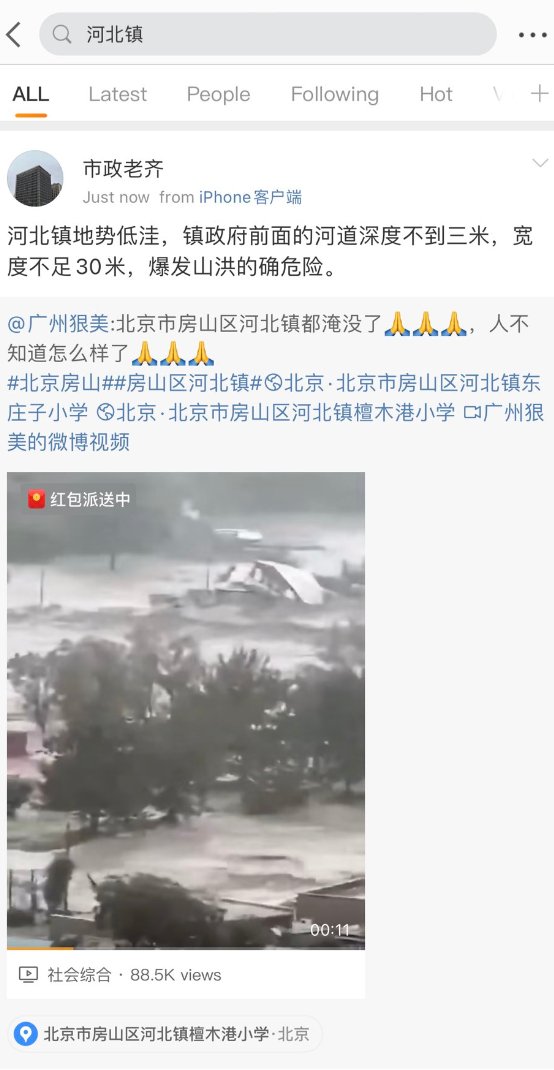 河北镇
ALL Latest People Following Hot
市政老齐
Just now from iPhone客户端
河北镇地势低洼，镇政府前面的河道深度不到三米，宽
度不足30米，爆发山洪的确危险。
@广州狠美:北京市房山区河北镇都淹没了🙏🙏🙏，人不
知道怎么样了🙏🙏🙏
#北京房山##房山区河北镇#北京·北京市房山区河北镇东
庄子小学 北京·北京市房山区河北镇檀木港小学 广州狠
美的微博视频
红包派送中
00:11
社会综合 · 88.5K views
北京市房山区河北镇檀木港小学·北京